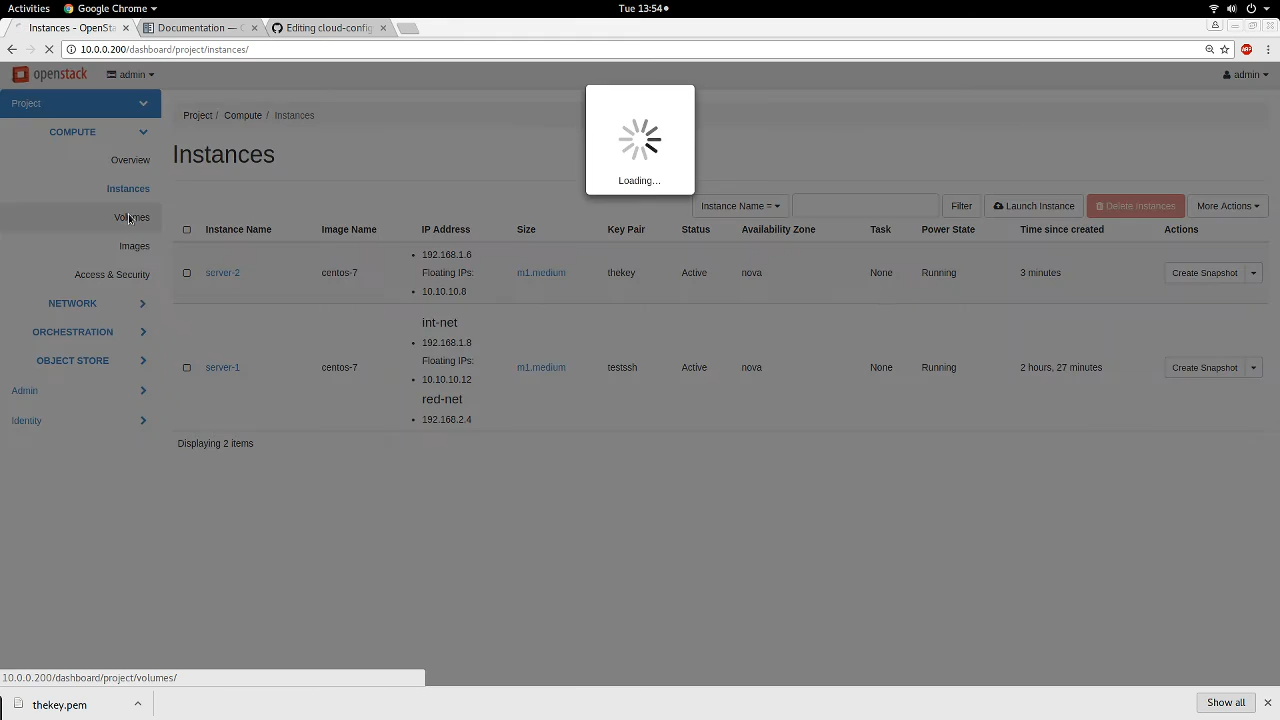 Activities Google Chrome Tue 13:54
Instances - OpenSta Documentation — C Editing cloud-config
10.0.0.200/dashboard/project/instances/ ABP
openstack admin admin
Project
COMPUTE
Overview
Instances
Volumes
Images
Access & Security
NETWORK
ORCHESTRATION
OBJECT STORE
Admin
Identity
Project / Compute / Instances
Instances
Loading...
Instance Name = Filter Launch Instance Delete Instances More Actions
Instance Name Image Name IP Address Size Key Pair Status Availability Zone Task Power State Time since created Actions
192.168.1.6
Floating IPs:
10.10.10.8
server-2 centos-7 m1.medium thekey Active nova None Running 3 minutes Create Snapshot
int-net
192.168.1.8
Floating IPs:
10.10.10.12
red-net
192.168.2.4
server-1 centos-7 m1.medium testssh Active nova None Running 2 hours, 27 minutes Create Snapshot
Displaying 2 items
10.0.0.200/dashboard/project/volumes/
thekey.pem Show all